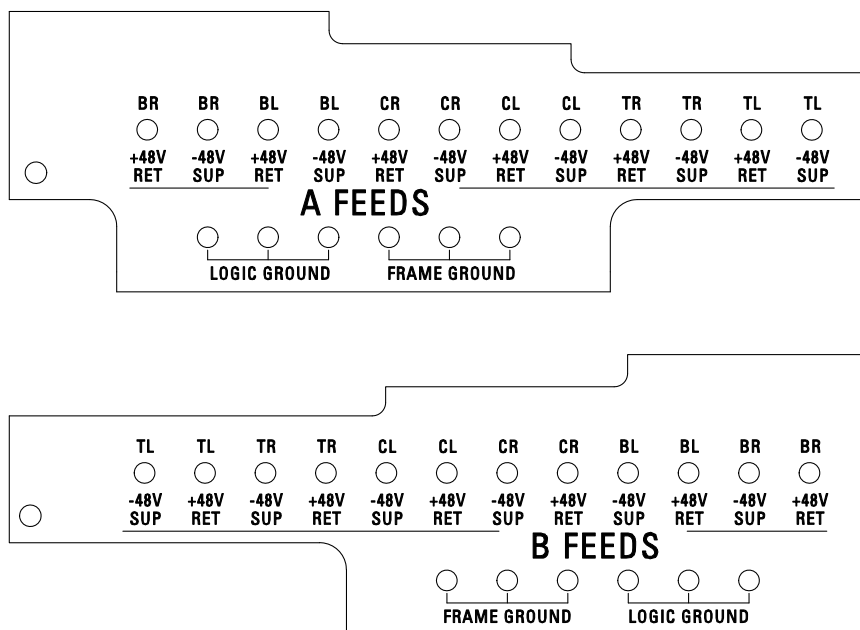 BR BR BL BL CR CR CL CL TR TR TL TL
+48V -48V +48V -48V +48V -48V +48V -48V +48V -48V +48V -48V
RET SUP RET SUP RET SUP RET SUP RET SUP RET SUP
A FEEDS
LOGIC GROUND FRAME GROUND
TL TL TR TR CL CL CR CR BL BL BR BR
-48V +48V -48V +48V -48V +48V -48V +48V -48V +48V -48V +48V
SUP RET SUP RET SUP RET SUP RET SUP RET SUP RET
B FEEDS
FRAME GROUND LOGIC GROUND